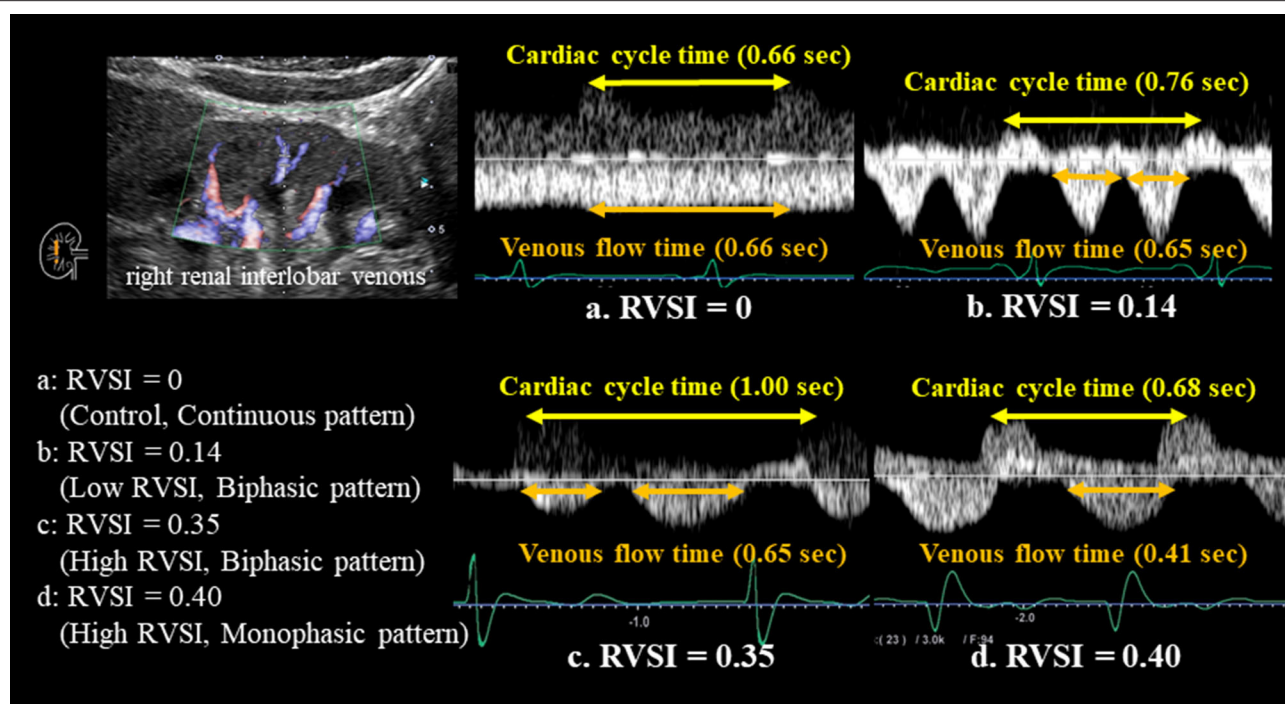 right renal interlobar venous
5
Cardiac cycle time (0.66 sec)
Venous flow time (0.66 sec)
a. RVSI = 0
Cardiac cycle time (0.76 sec)
Venous flow time (0.65 sec)
b. RVSI = 0.14
a: RVSI = 0
(Control, Continuous pattern)
b: RVSI = 0.14
(Low RVSI, Biphasic pattern)
c: RVSI = 0.35
(High RVSI, Biphasic pattern)
d: RVSI = 0.40
(High RVSI, Monophasic pattern)
Cardiac cycle time (1.00 sec)
Venous flow time (0.65 sec)
-1.0
c. RVSI = 0.35
Cardiac cycle time (0.68 sec)
Venous flow time (0.41 sec)
-2.0
:( 23 ) / 3.0k / F:94
d. RVSI = 0.40